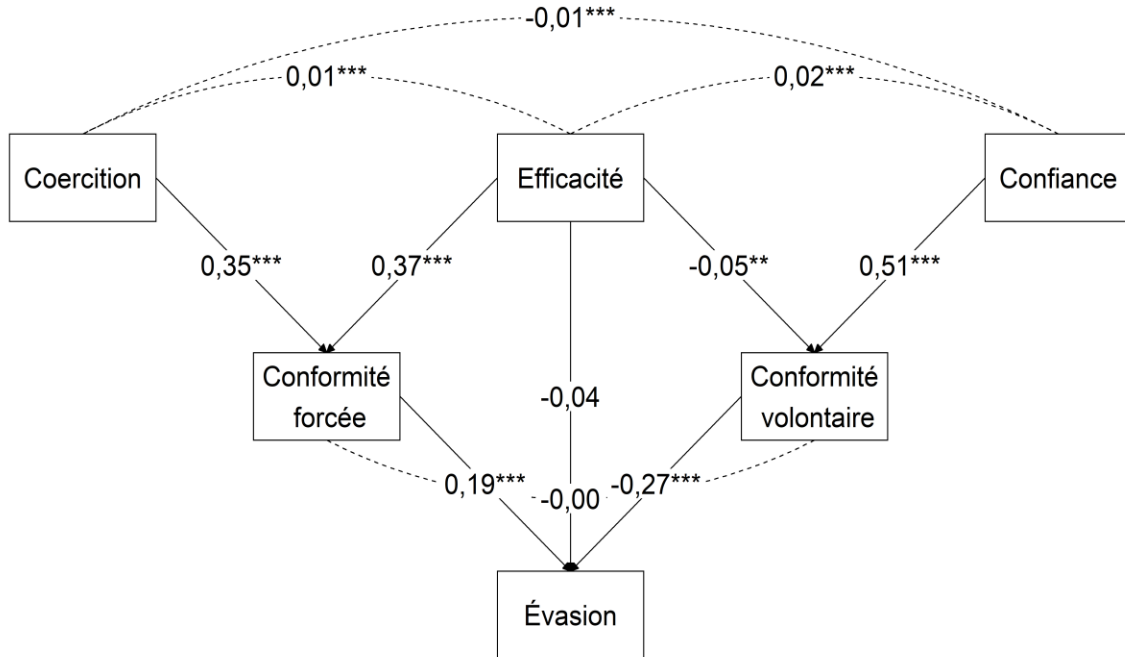 -0,01***
0,01***
0,02***
Coercition
Efficacité
Confiance
0,35***
0,37***
-0,05**
0,51***
Conformité
forcée
-0,04
Conformité
volontaire
0,19***
-0,00
-0,27***
Évasion